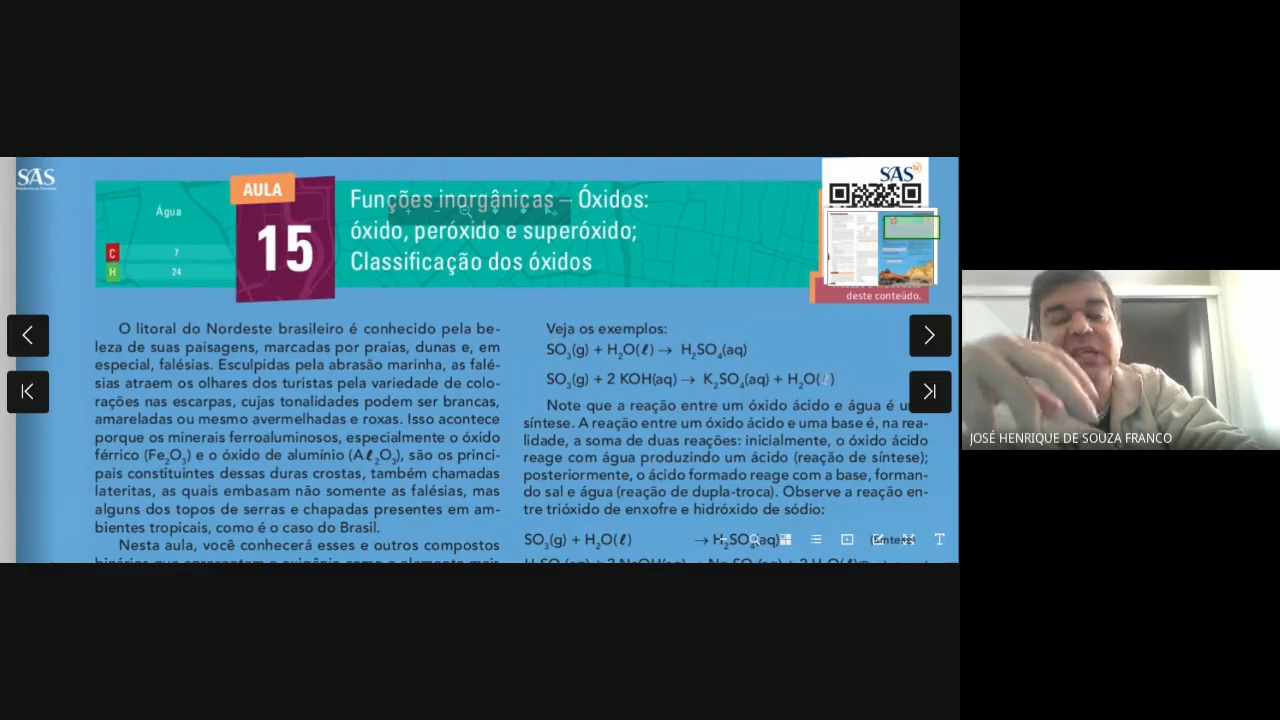 SAS
AULA
15
Água
C 7
H 24
Funções inorgânicas – Óxidos:
óxido, peróxido e superóxido;
Classificação dos óxidos
SAS
deste conteúdo.
O litoral do Nordeste brasileiro é conhecido pela be-
leza de suas paisagens, marcadas por praias, dunas e, em
especial, falésias. Esculpidas pela abrasão marinha, as falé-
sias atraem os olhares dos turistas pela variedade de colo-
rações nas escarpas, cujas tonalidades podem ser brancas,
amareladas ou mesmo avermelhadas e roxas. Isso acontece
porque os minerais ferroaluminosos, especialmente o óxido
férrico (Fe₂O₃) e o óxido de alumínio (Aℓ₂O₃), são os princi-
pais constituintes dessas duras crostas, também chamadas
lateritas, as quais embasam não somente as falésias, mas
alguns dos topos de serras e chapadas presentes em am-
bientes tropicais, como é o caso do Brasil.
Nesta aula, você conhecerá esses e outros compostos
Veja os exemplos:
SO₃(g) + H₂O(ℓ) → H₂SO₄(aq)
SO₃(g) + 2 KOH(aq) → K₂SO₄(aq) + H₂O(ℓ)
Note que a reação entre um óxido ácido e água é
síntese. A reação entre um óxido ácido e uma base é, na rea-
lidade, a soma de duas reações: inicialmente, o óxido ácido
reage com água produzindo um ácido (reação de síntese);
posteriormente, o ácido formado reage com a base, forman-
do sal e água (reação de dupla-troca). Observe a reação en-
tre trióxido de enxofre e hidróxido de sódio:
SO₃(g) + H₂O(ℓ) → H₂SO₄(aq) (Síntese)
T
JOSÉ HENRIQUE DE SOUZA FRANCO